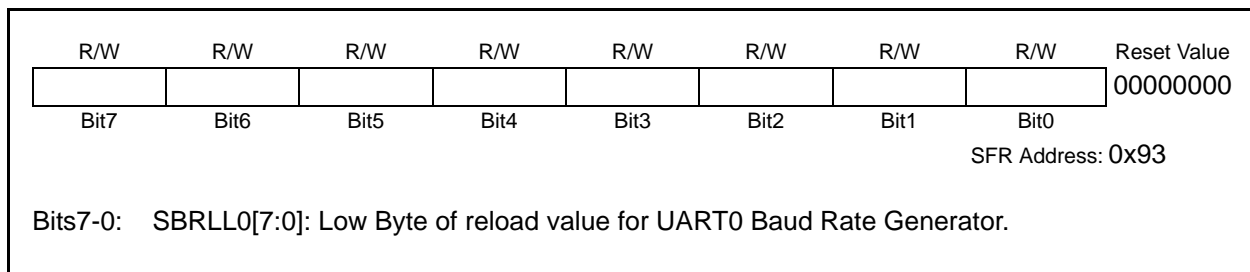 R/W R/W R/W R/W R/W R/W R/W R/W Reset Value
00000000
Bit7 Bit6 Bit5 Bit4 Bit3 Bit2 Bit1 Bit0
SFR Address: 0x93
Bits7-0: SBRLL0[7:0]: Low Byte of reload value for UART0 Baud Rate Generator.